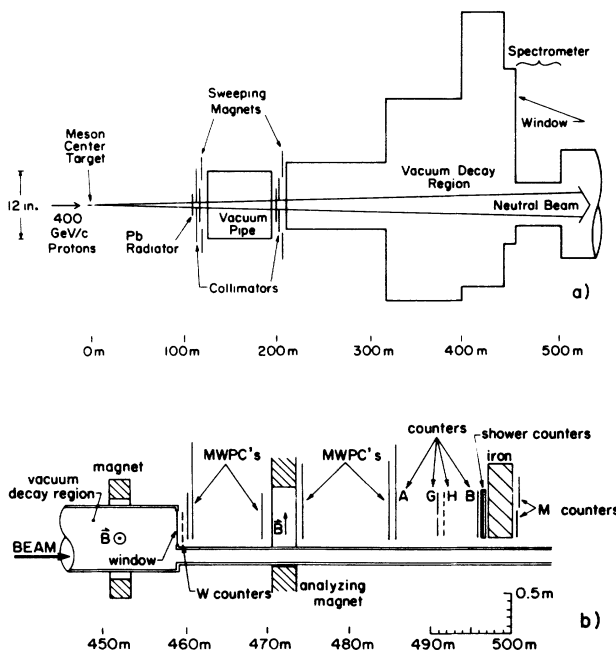 Spectrometer
Sweeping
Magnets
Window
Meson
Center
Target
Vacuum Decay
Region
12 in.
400
GeV/c
Protons
Pb
Radiator
Vacuum
Pipe
Neutral Beam
Collimators
a)
0m 100m 200m 300m 400m 500m
counters
shower counters
magnet
MWPC's
MWPC's
iron
vacuum
decay region
A G H B
M counters
B
B
BEAM
window
W counters
analyzing
magnet
0.5m
b)
450m 460m 470m 480m 490m 500m